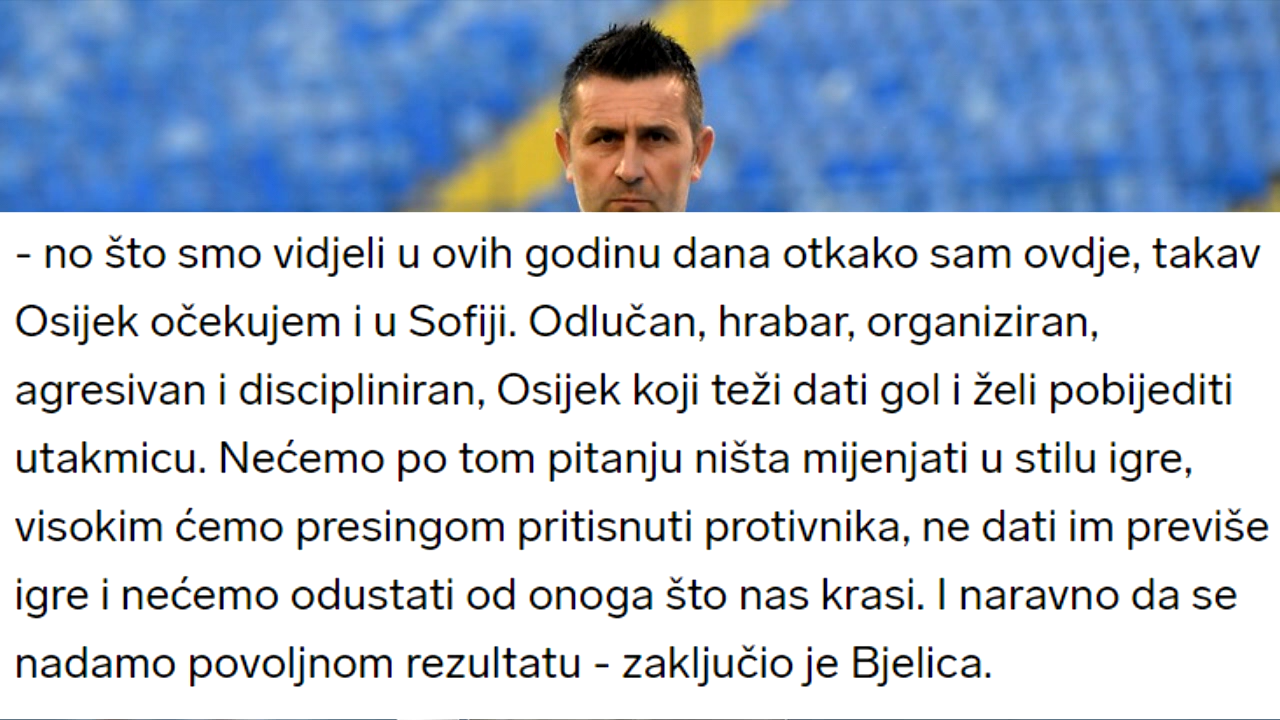 - no što smo vidjeli u ovih godinu dana otkako sam ovdje, takav
Osijek očekujem i u Sofiji. Odlučan, hrabar, organiziran,
agresivan i discipliniran, Osijek koji teži dati gol i želi pobijediti
utakmicu. Nećemo po tom pitanju ništa mijenjati u stilu igre,
visokim ćemo presingom pritisnuti protivnika, ne dati im previše
igre i nećemo odustati od onoga što nas krasi. I naravno da se
nadamo povoljnom rezultatu - zaključio je Bjelica.